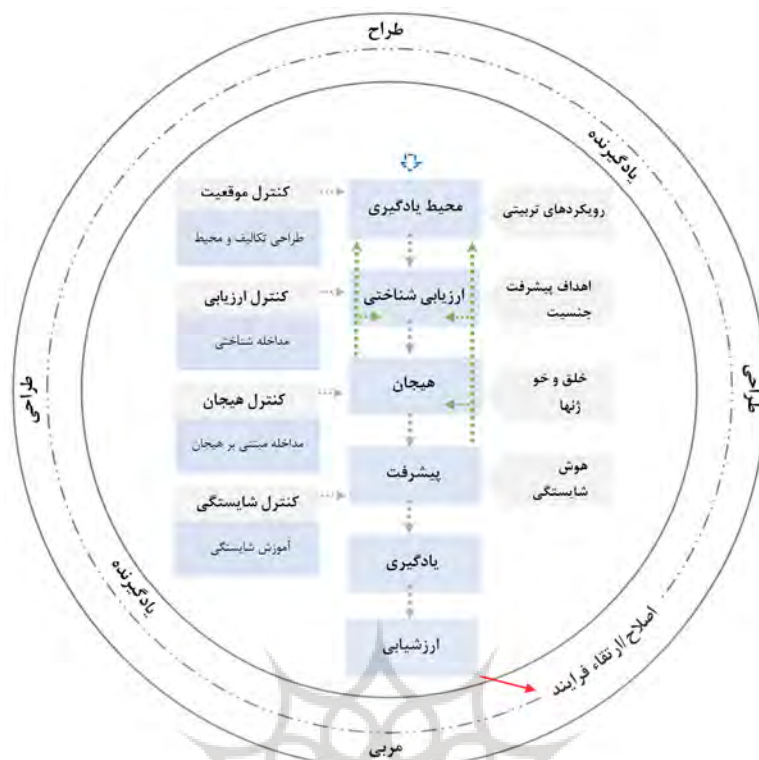 طراح
یادگیرنده
طراحی
اصلاح/ارتقاء فرایند
مربی
یادگیرنده
طراحی
رویکردهای تربیتی
محیط یادگیری
کنترل موقعیت
طراحی تکالیف و محیط
اهداف پیشرفت
جنسیت
ارزیابی شناختی
کنترل ارزیابی
مداخله شناختی
خلق و خو
ژنها
هیجان
کنترل هیجان
مداخله مبتنی بر هیجان
هوش
شایستگی
پیشرفت
کنترل شایستگی
آموزش شایستگی
یادگیری
ارزشیابی